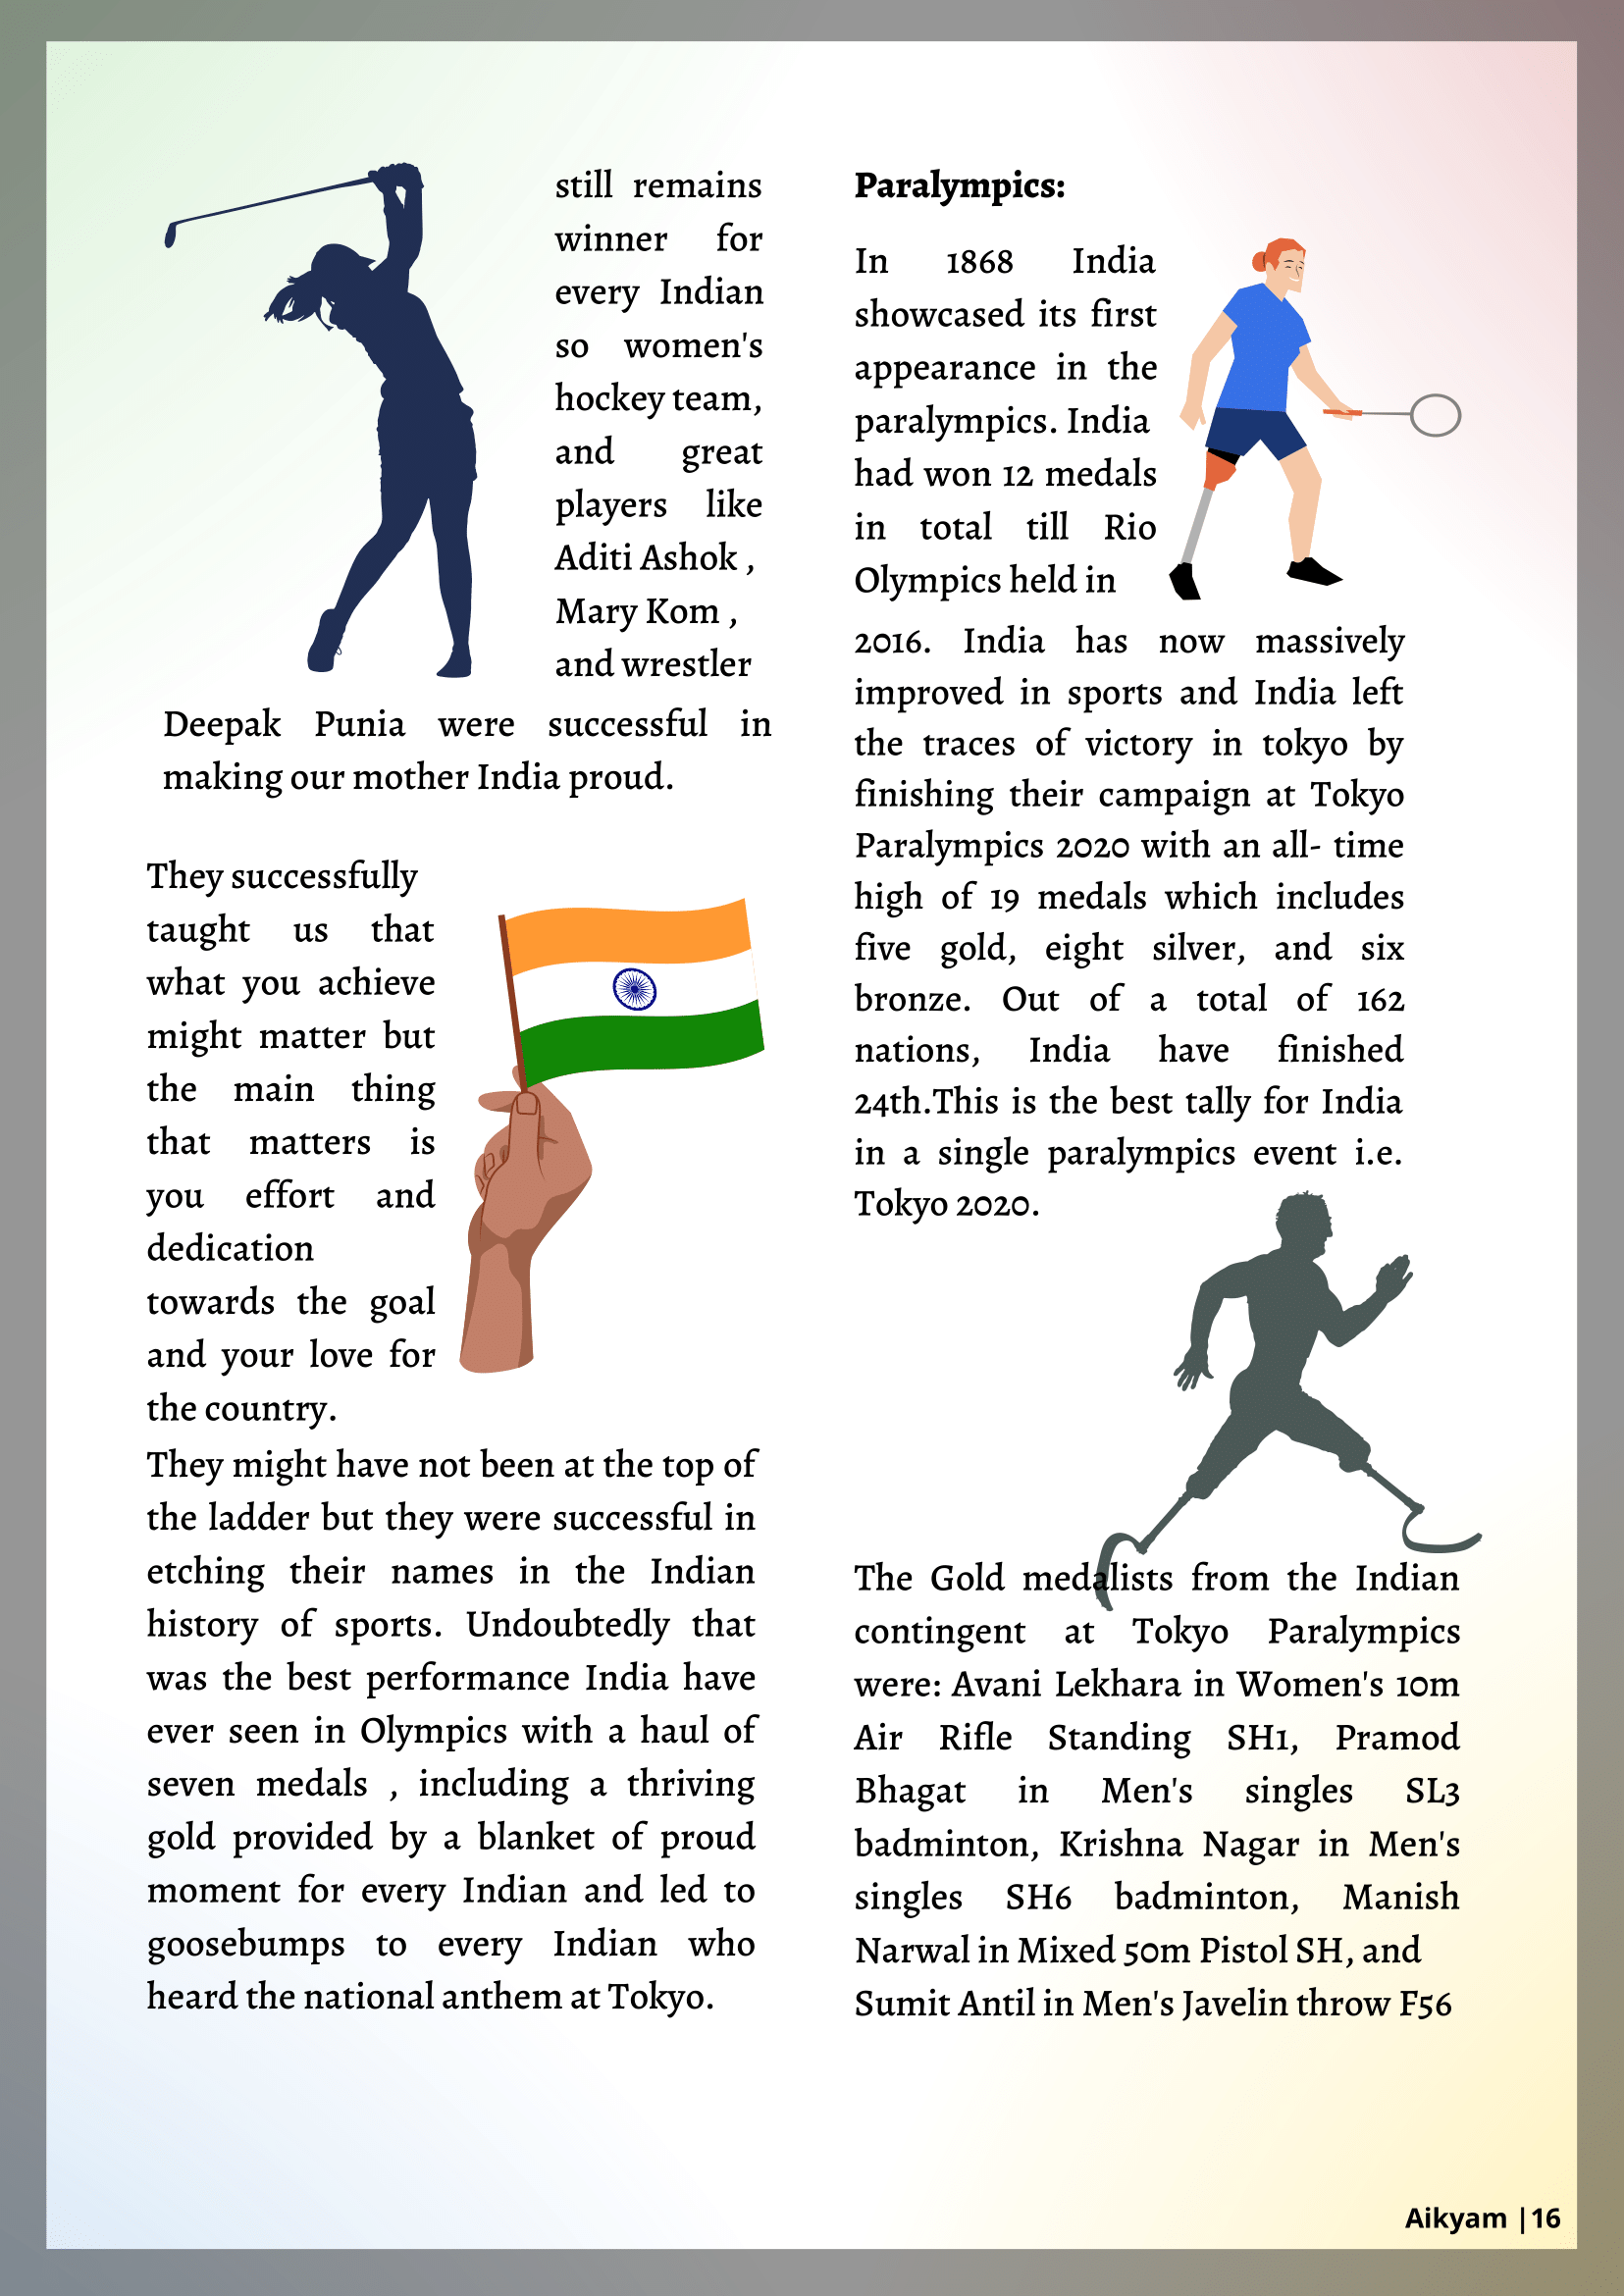 still remains
winner for
every Indian
so women's
hockey team,
and great
players like
Aditi Ashok ,
Mary Kom ,
and wrestler
Deepak Punia were successful in
making our mother India proud.
They successfully
taught us that
what you achieve
might matter but
the main thing
that matters is
you effort and
dedication
towards the goal
and your love for
the country.
They might have not been at the top of
the ladder but they were successful in
etching their names in the Indian
history of sports. Undoubtedly that
was the best performance India have
ever seen in Olympics with a haul of
seven medals , including a thriving
gold provided by a blanket of proud
moment for every Indian and led to
goosebumps to every Indian who
heard the national anthem at Tokyo.
Paralympics:
In 1868 India
showcased its first
appearance in the
paralympics. India
had won 12 medals
in total till Rio
Olympics held in
2016. India has now massively
improved in sports and India left
the traces of victory in tokyo by
finishing their campaign at Tokyo
Paralympics 2020 with an all- time
high of 19 medals which includes
five gold, eight silver, and six
bronze. Out of a total of 162
nations, India have finished
24th.This is the best tally for India
in a single paralympics event i.e.
Tokyo 2020.
The Gold medalists from the Indian
contingent at Tokyo Paralympics
were: Avani Lekhara in Women's 10m
Air Rifle Standing SH1, Pramod
Bhagat in Men's singles SL3
badminton, Krishna Nagar in Men's
singles SH6 badminton, Manish
Narwal in Mixed 50m Pistol SH, and
Sumit Antil in Men's Javelin throw F56
Aikyam |16